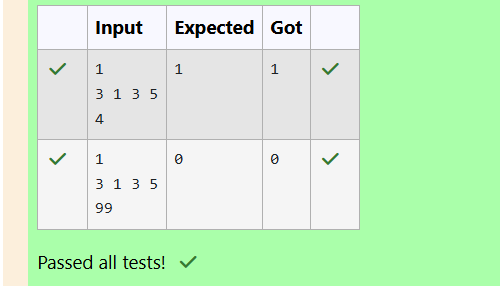 Input Expected Got
1 1 1
3 1 3 5
4
1 0 0
3 1 3 5
99
Passed all tests!